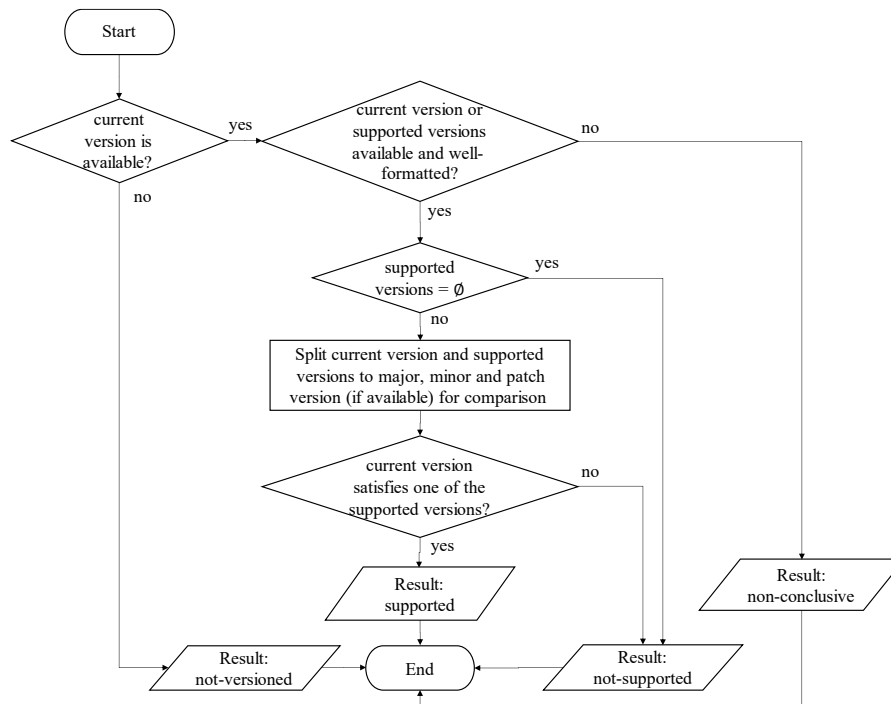 Start
current
version is
available?
yes
no
current version or
supported versions
available and well-
formatted?
no
yes
supported
versions = ∅
yes
no
Split current version and supported
versions to major, minor and patch
version (if available) for comparison
current version
satisfies one of the
supported versions?
no
yes
Result:
supported
Result:
non-conclusive
Result:
not-versioned
End
Result:
not-supported